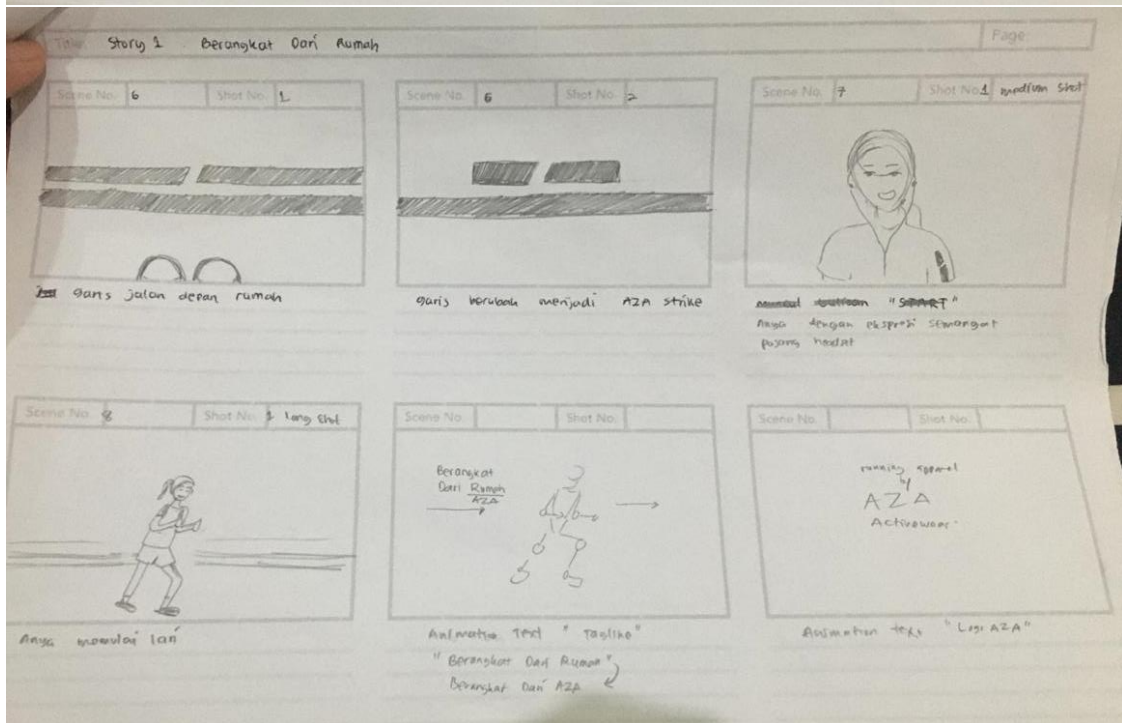 Title Story 1 Berangkat Dari Rumah
Page:
Scene No. 6 Shot No. 1
garis jalan depan rumah
Scene No. 6 Shot No. 2
garis berubah menjadi AZA strike
Scene No. 7 Shot No. 1 medium shot
"START"
Anya dengan ekspresi semangat
Scene No. 8 Shot No. 1 long shot
Anya memulai lari
Scene No. Shot No.
Berangkat
Dari Rumah
AZA
Animation Text "Tagline"
"Berangkat Dari Rumah"
Berangkat Dari AZA
Scene No. Shot No.
running apparel
by
AZA
Activewear
Animation text "Logo AZA"